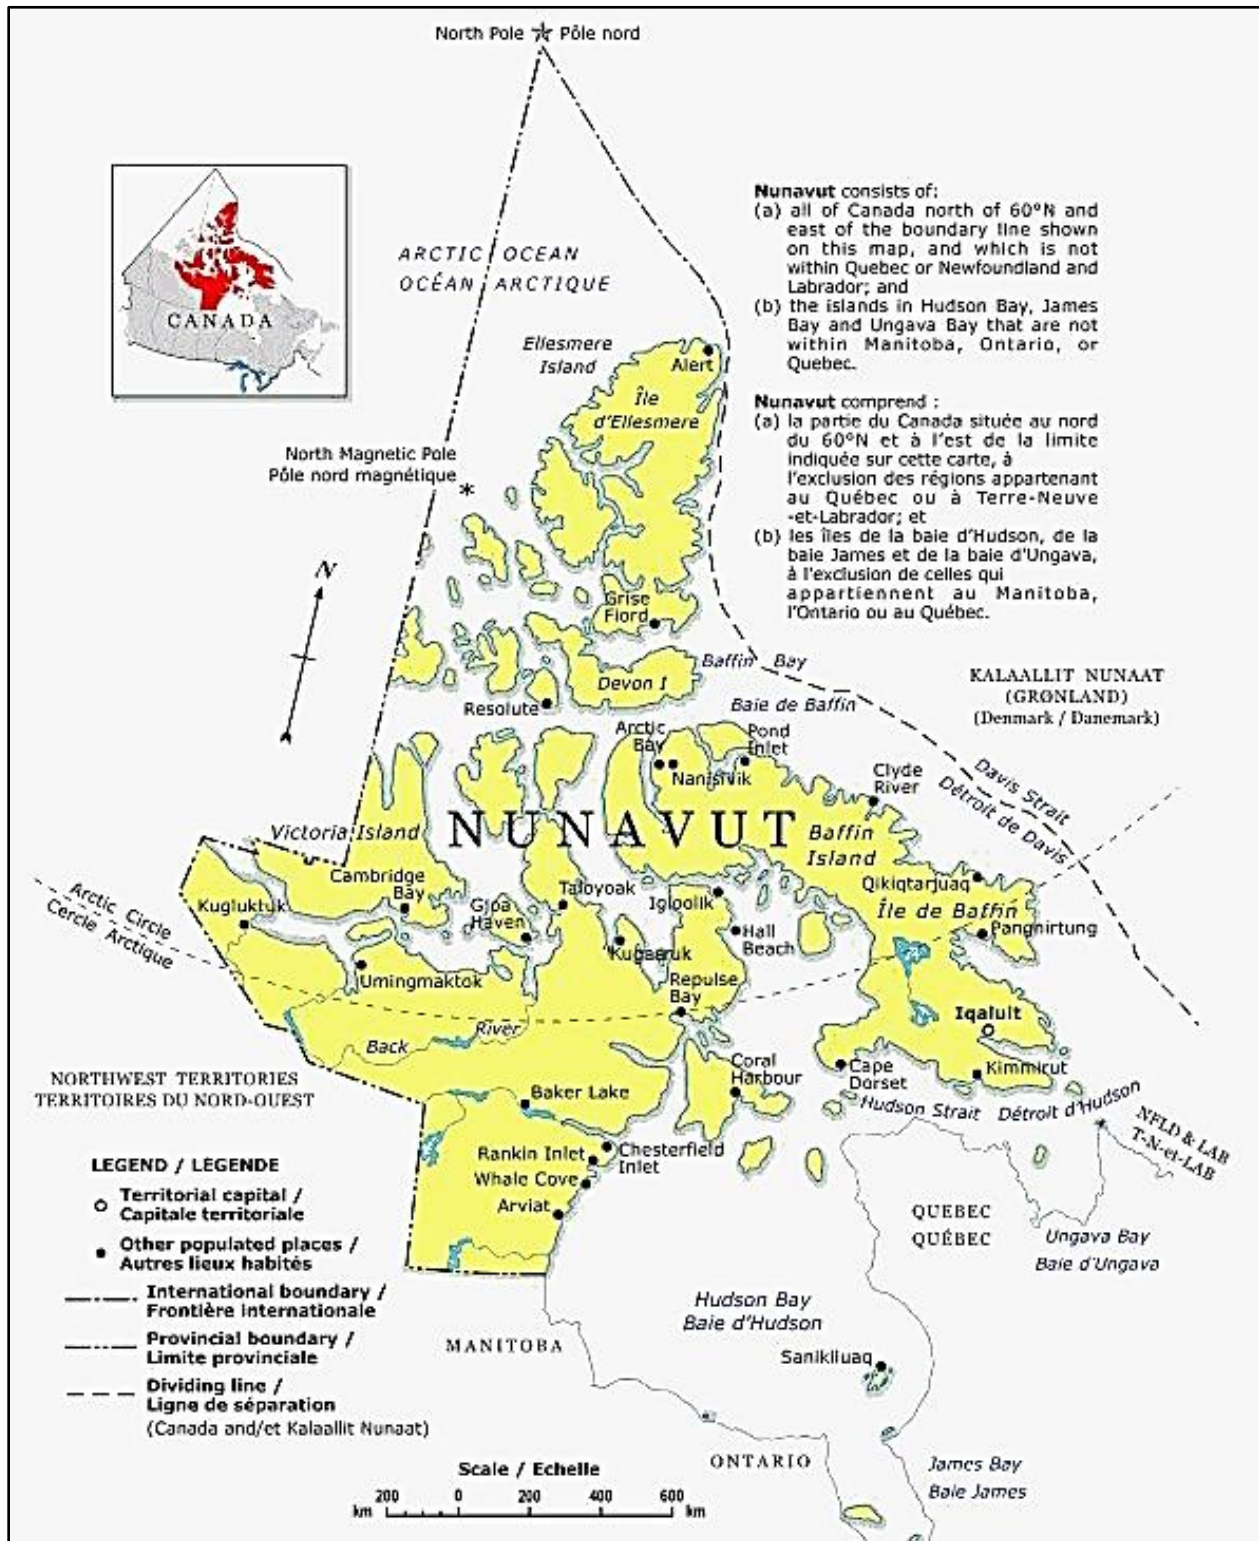 North Pole Pôle nord
ARCTIC OCEAN
OCÉAN ARCTIQUE
CANADA
Nunavut consists of:
(a) all of Canada north of 60°N and
east of the boundary line shown
on this map, and which is not
within Quebec or Newfoundland and
Labrador; and
(b) the islands in Hudson Bay, James
Bay and Ungava Bay that are not
within Manitoba, Ontario, or
Quebec.
Nunavut comprend :
(a) la partie du Canada située au nord
du 60°N et à l'est de la limite
indiquée sur cette carte, à
l'exclusion des régions appartenant
au Québec ou à Terre-Neuve
-et-Labrador; et
(b) les îles de la baie d'Hudson, de la
baie James et de la baie d'Ungava,
à l'exclusion de celles qui
appartiennent au Manitoba,
l'Ontario ou au Québec.
Ellesmere
Island
Alert
Île
d'Ellesmere
North Magnetic Pole
Pôle nord magnétique
N
Grise
Fiord
Devon I
Baffin Bay
Baie de Baffin
KALAALLIT NUNAAT
(GRØNLAND)
(Denmark / Danemark)
Resolute
Arctic
Bay
Nanisivik
Pond
Inlet
Clyde
River
Davis Strait
Détroit de Davis
NUNAVUT
Victoria Island
Baffin
Island
Cambridge
Bay
Taloyoak
Igloolik
Qikiqtarjuaq
Arctic Circle
Cercle Arctique
Kugluktuk
Gjoa
Haven
Île de Baffin
Hall
Beach
Pangnirtung
Kugaaruk
Umingmaktok
Repulse
Bay
Iqaluit
Back River
NORTHWEST TERRITORIES
TERRITOIRES DU NORD-OUEST
Baker Lake
Coral
Harbour
Cape
Dorset
Kimmirut
Hudson Strait Détroit d'Hudson
NFLD & LAB
T-N-et-LAB
Rankin Inlet
Chesterfield
Inlet
Whale Cove
Arviat
QUEBEC
QUÉBEC
Ungava Bay
Baie d'Ungava
LEGEND / LÉGENDE
Territorial capital /
Capitale territoriale
Other populated places /
Autres lieux habités
International boundary /
Frontière internationale
Provincial boundary /
Limite provinciale
Dividing line /
Ligne de séparation
(Canada and/et Kalaallit Nunaat)
Hudson Bay
Baie d'Hudson
MANITOBA
Sanikiluaq
ONTARIO
James Bay
Baie James
Scale / Echelle
200 0 200 400 600
km km